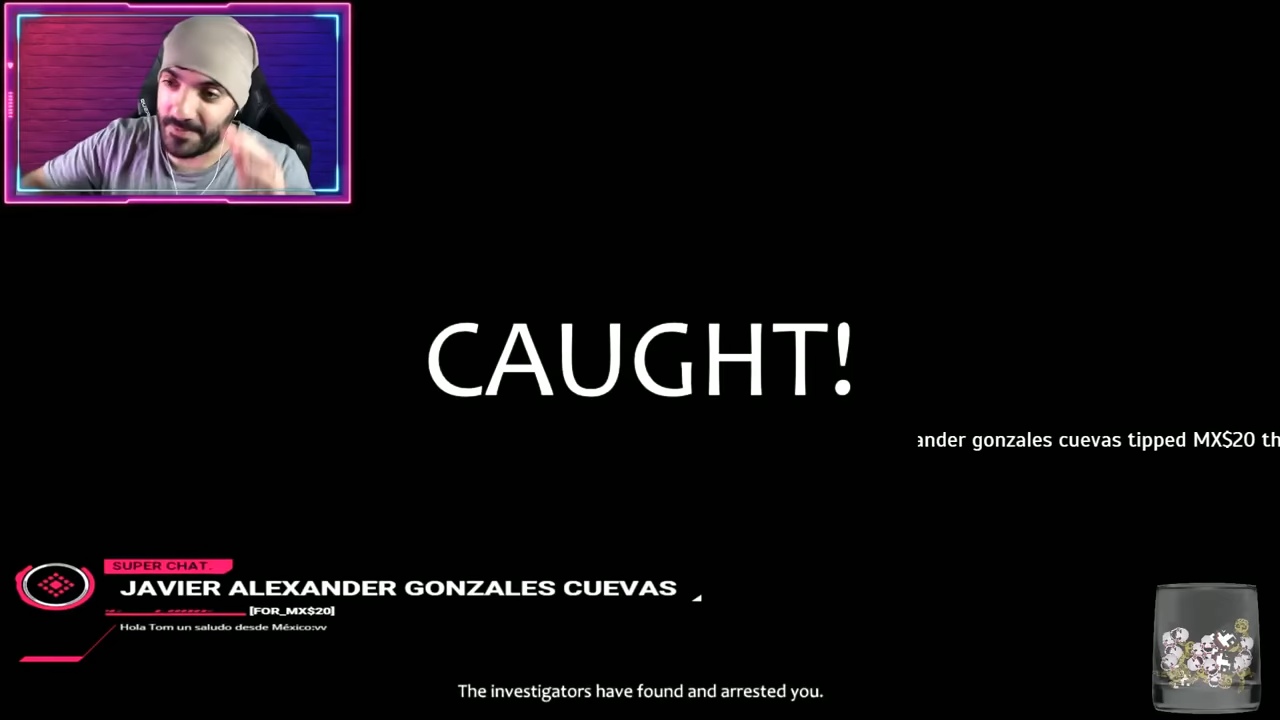 CAUGHT!
ander gonzales cuevas tipped MX$20 th
SUPER CHAT.
JAVIER ALEXANDER GONZALES CUEVAS
[FOR_MX$20]
Hola Tom un saludo desde México:vv
The investigators have found and arrested you.